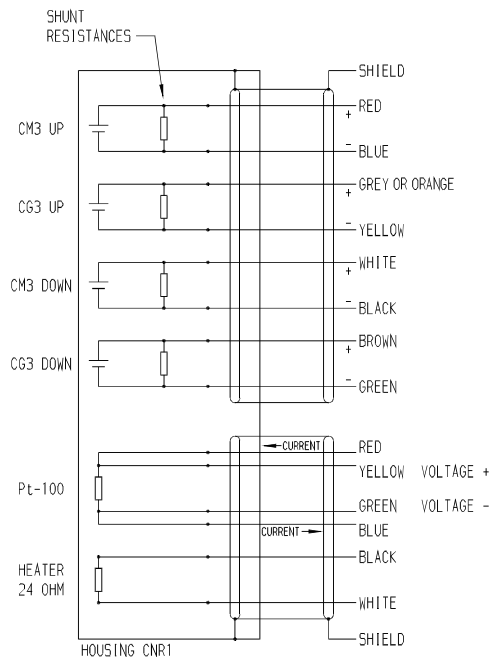 SHUNT
RESISTANCES
SHIELD
RED
+
CM3 UP
-
BLUE
GREY OR ORANGE
+
CG3 UP
-
YELLOW
WHITE
+
CM3 DOWN
-
BLACK
BROWN
+
CG3 DOWN
-
GREEN
CURRENT
RED
YELLOW VOLTAGE +
Pt-100
GREEN VOLTAGE -
CURRENT
BLUE
BLACK
HEATER
24 OHM
WHITE
SHIELD
HOUSING CNR1